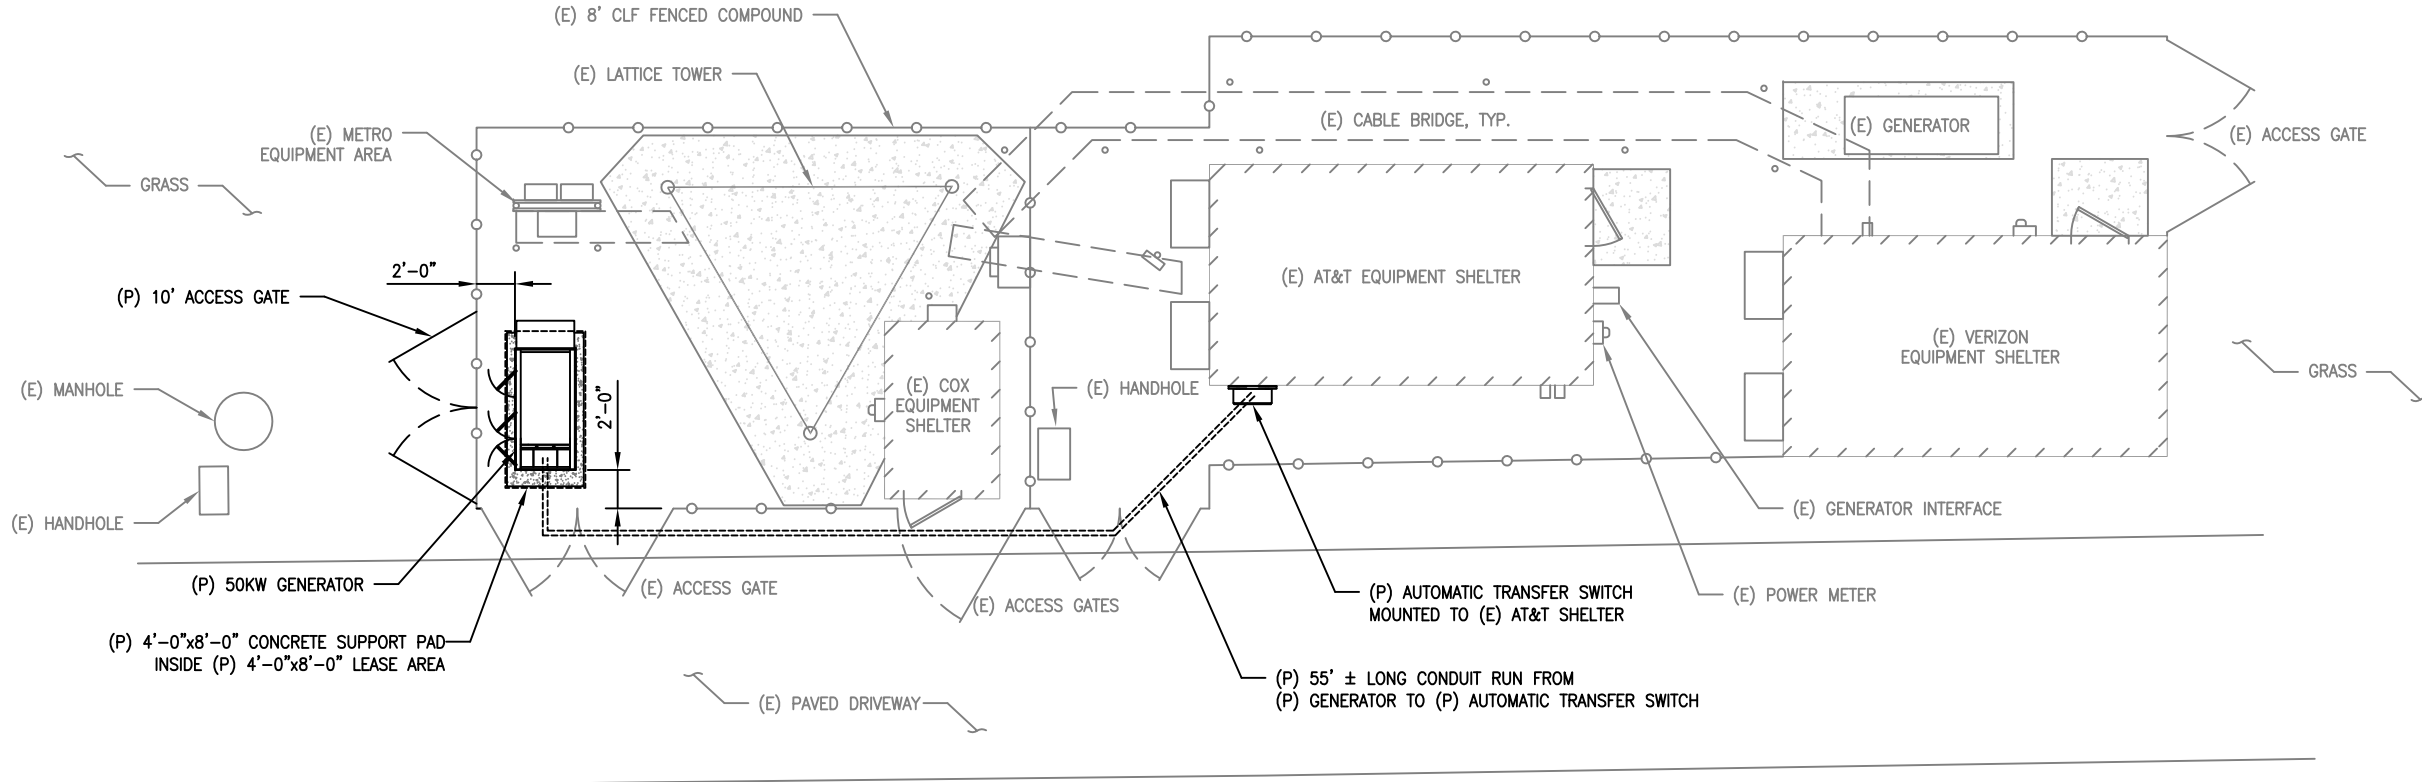 (E) 8' CLF FENCED COMPOUND
(E) LATTICE TOWER
(E) METRO
EQUIPMENT AREA
GRASS
(E) CABLE BRIDGE, TYP.
(E) GENERATOR
(E) ACCESS GATE
2'-0"
(P) 10' ACCESS GATE
(E) AT&T EQUIPMENT SHELTER
(E) VERIZON
EQUIPMENT SHELTER
(E) MANHOLE
2'-0"
(E) COX
EQUIPMENT
SHELTER
(E) HANDHOLE
GRASS
(E) HANDHOLE
(E) GENERATOR INTERFACE
(P) 50KW GENERATOR
(E) ACCESS GATE
(E) ACCESS GATES
(P) AUTOMATIC TRANSFER SWITCH
MOUNTED TO (E) AT&T SHELTER
(E) POWER METER
(P) 4'-0"x8'-0" CONCRETE SUPPORT PAD
INSIDE (P) 4'-0"x8'-0" LEASE AREA
(P) 55' ± LONG CONDUIT RUN FROM
(P) GENERATOR TO (P) AUTOMATIC TRANSFER SWITCH
(E) PAVED DRIVEWAY